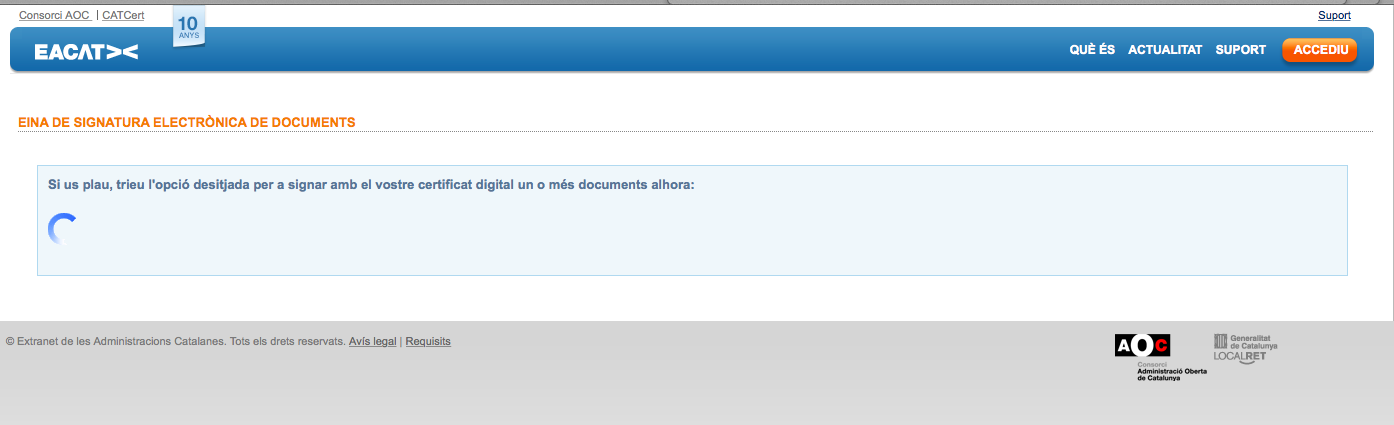 Consorci AOC | CATCert
10
ANYS
Suport
EACAT
QUÈ ÉS ACTUALITAT SUPORT ACCEDIU
EINA DE SIGNATURA ELECTRÒNICA DE DOCUMENTS
Si us plau, trieu l'opció desitjada per a signar amb el vostre certificat digital un o més documents alhora:
© Extranet de les Administracions Catalanes. Tots els drets reservats. Avís legal | Requisits
AOC
Consorci
Administració Oberta
de Catalunya
Generalitat
de Catalunya
LOCALRET